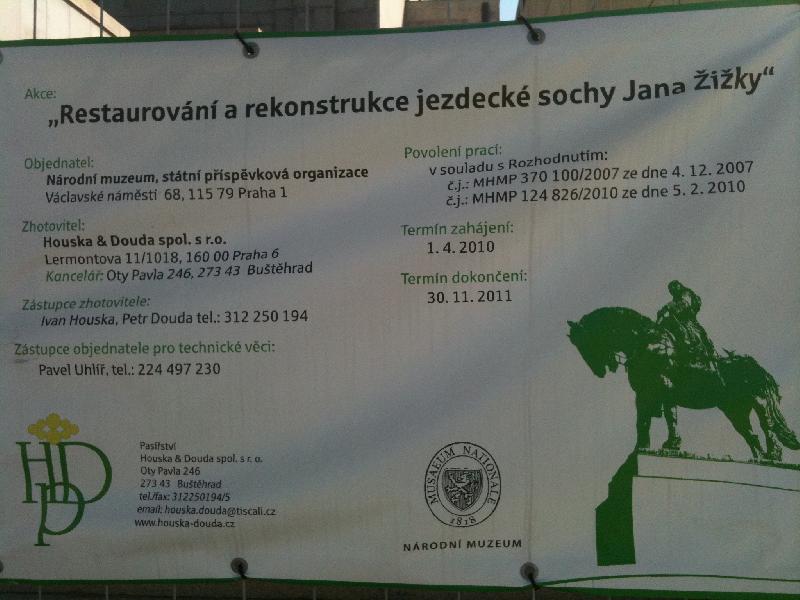 Akce:
„Restaurování a rekonstrukce jezdecké sochy Jana Žižky“
Objednatel:
Národní muzeum, státní příspěvková organizace
Václavské náměstí 68, 115 79 Praha 1
Zhotovitel:
Houska & Douda spol. s r.o.
Lermontova 11/1018, 160 00 Praha 6
Kancelář: Oty Pavla 246, 273 43 Buštěhrad
Zástupce zhotovitele:
Ivan Houska, Petr Douda tel.: 312 250 194
Zástupce objednatele pro technické věci:
Pavel Uhlíř, tel.: 224 497 230
Povolení prací:
v souladu s Rozhodnutím:
č.j.: MHMP 370 100/2007 ze dne 4. 12. 2007
č.j.: MHMP 124 826/2010 ze dne 5. 2. 2010
Termín zahájení:
1. 4. 2010
Termín dokončení:
30. 11. 2011
HDP
Pasířství
Houska & Douda spol. s r. o.
Oty Pavla 246
273 43 Buštěhrad
tel./fax: 312250194/5
email: houska.douda@tiscali.cz
www.houska-douda.cz
MUSAEUM NATIONALE
1818
NÁRODNÍ MUZEUM